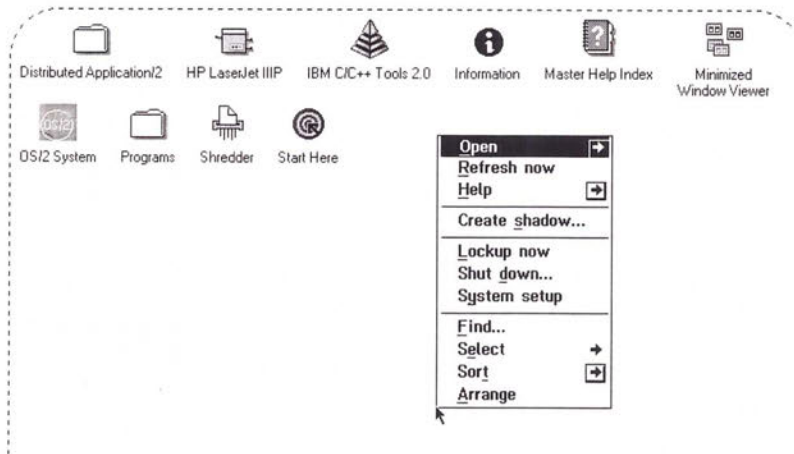 Distributed Application/2
HP LaserJet IIIP
IBM C/C++ Tools 2.0
Information
Master Help Index
Minimized
Window Viewer
OS/2
OS/2 System
Programs
Shredder
Start Here
Open
Refresh now
Help
Create shadow...
Lockup now
Shut down...
System setup
Find...
Select
Sort
Arrange